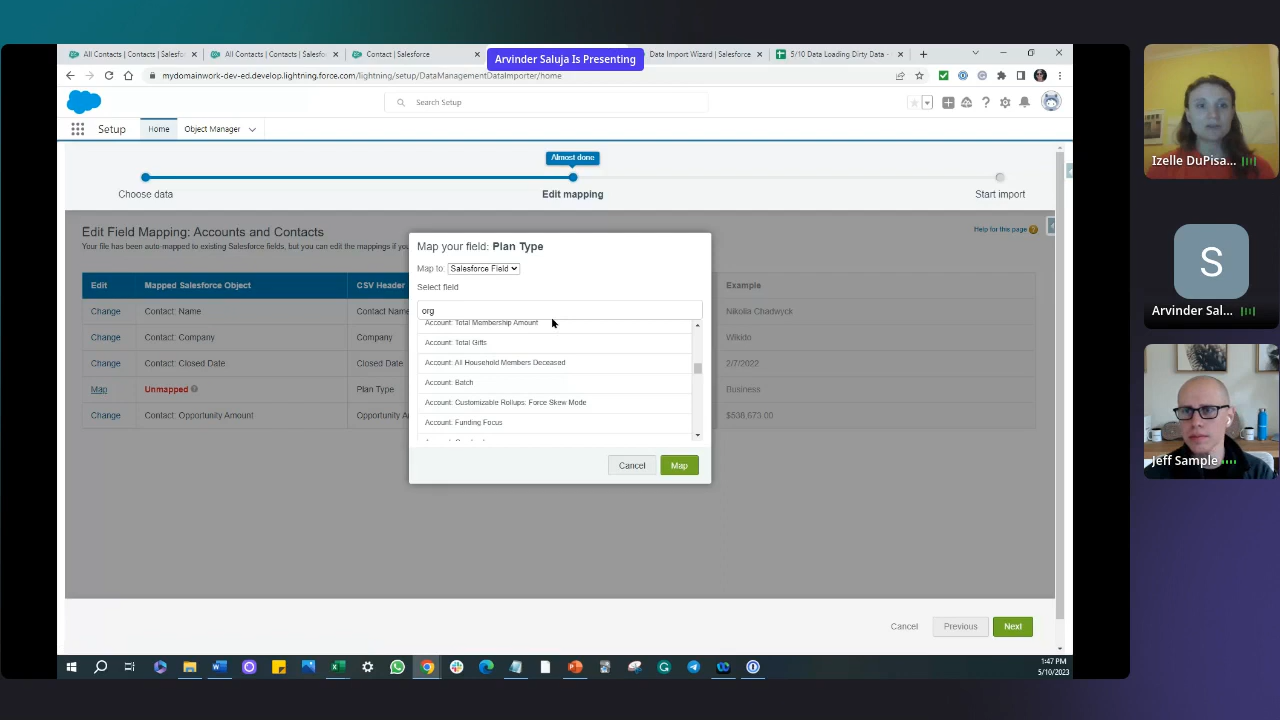 All Contacts | Contacts | Salesfo
All Contacts | Contacts | Salesfo
Contact | Salesforce
Arvinder Saluja Is Presenting
Data Import Wizard | Salesforce
5/10 Data Loading Dirty Data -
mydomainwork-dev-ed.develop.lightning.force.com/lightning/setup/DataManagementDataImporter/home
Search Setup
Setup
Home
Object Manager
Almost done
Choose data
Edit mapping
Start import
Edit Field Mapping: Accounts and Contacts
Help for this page
Your file has been auto-mapped to existing Salesforce fields, but you can edit the mappings if yo
Edit
Mapped Salesforce Object
CSV Header
Example
Change
Contact: Name
Contact Name
Nikolia Chadwyck
Change
Contact: Company
Company
Wikido
Change
Contact: Closed Date
Closed Date
2/7/2022
Map
Unmapped
Plan Type
Business
Change
Contact: Opportunity Amount
Opportunity A
$538,673.00
Map your field: Plan Type
Map to: Salesforce Field
Select field
org
Account: Total Membership Amount
Account: Total Gifts
Account: All Household Members Deceased
Account: Batch
Account: Customizable Rollups: Force Skew Mode
Account: Funding Focus
Cancel
Map
Cancel
Previous
Next
1:47 PM
5/10/2023
Izelle DuPisa...
S
Arvinder Sal...
Jeff Sample